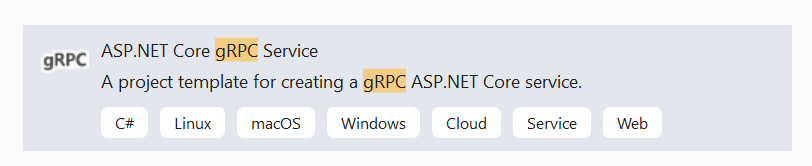 gRPC
ASP.NET Core gRPC Service
A project template for creating a gRPC ASP.NET Core service.
C# Linux macOS Windows Cloud Service Web